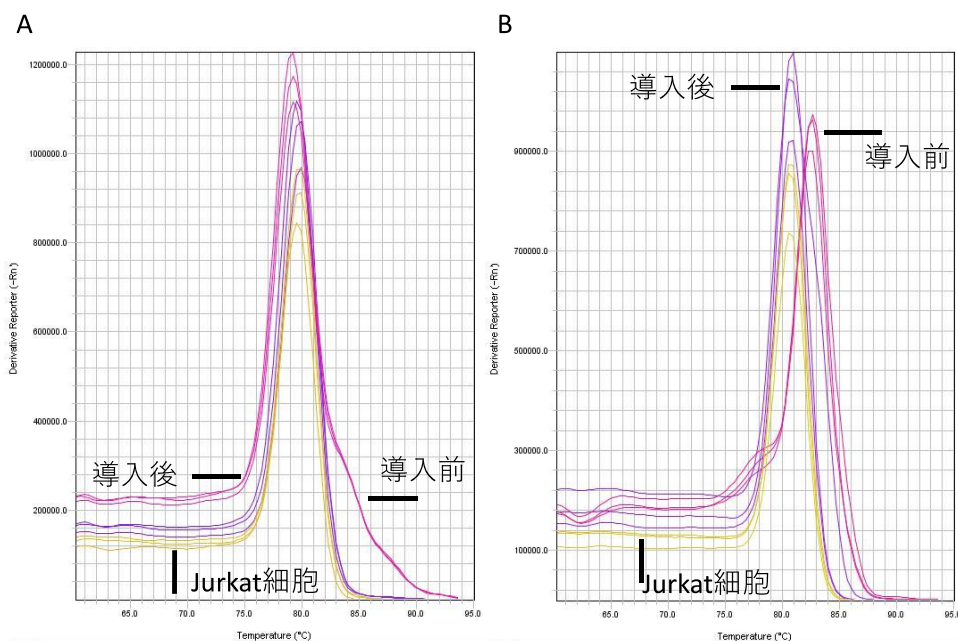 A
1200000.0
1000000.0
800000.0
600000.0
400000.0
200000.0
Derivative Reporter (-Rn')
導入後
導入前
Jurkat細胞
65.0 70.0 75.0 80.0 85.0 90.0 95.0
Temperature (°C)
B
900000.0
700000.0
500000.0
300000.0
100000.0
Derivative Reporter (-Rn')
導入後
導入前
Jurkat細胞
65.0 70.0 75.0 80.0 85.0 90.0 95.0
Temperature (°C)